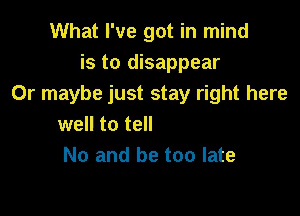 What I've got in mind
is to disappear
Or maybe just stay right here
well to tell
No and be too late